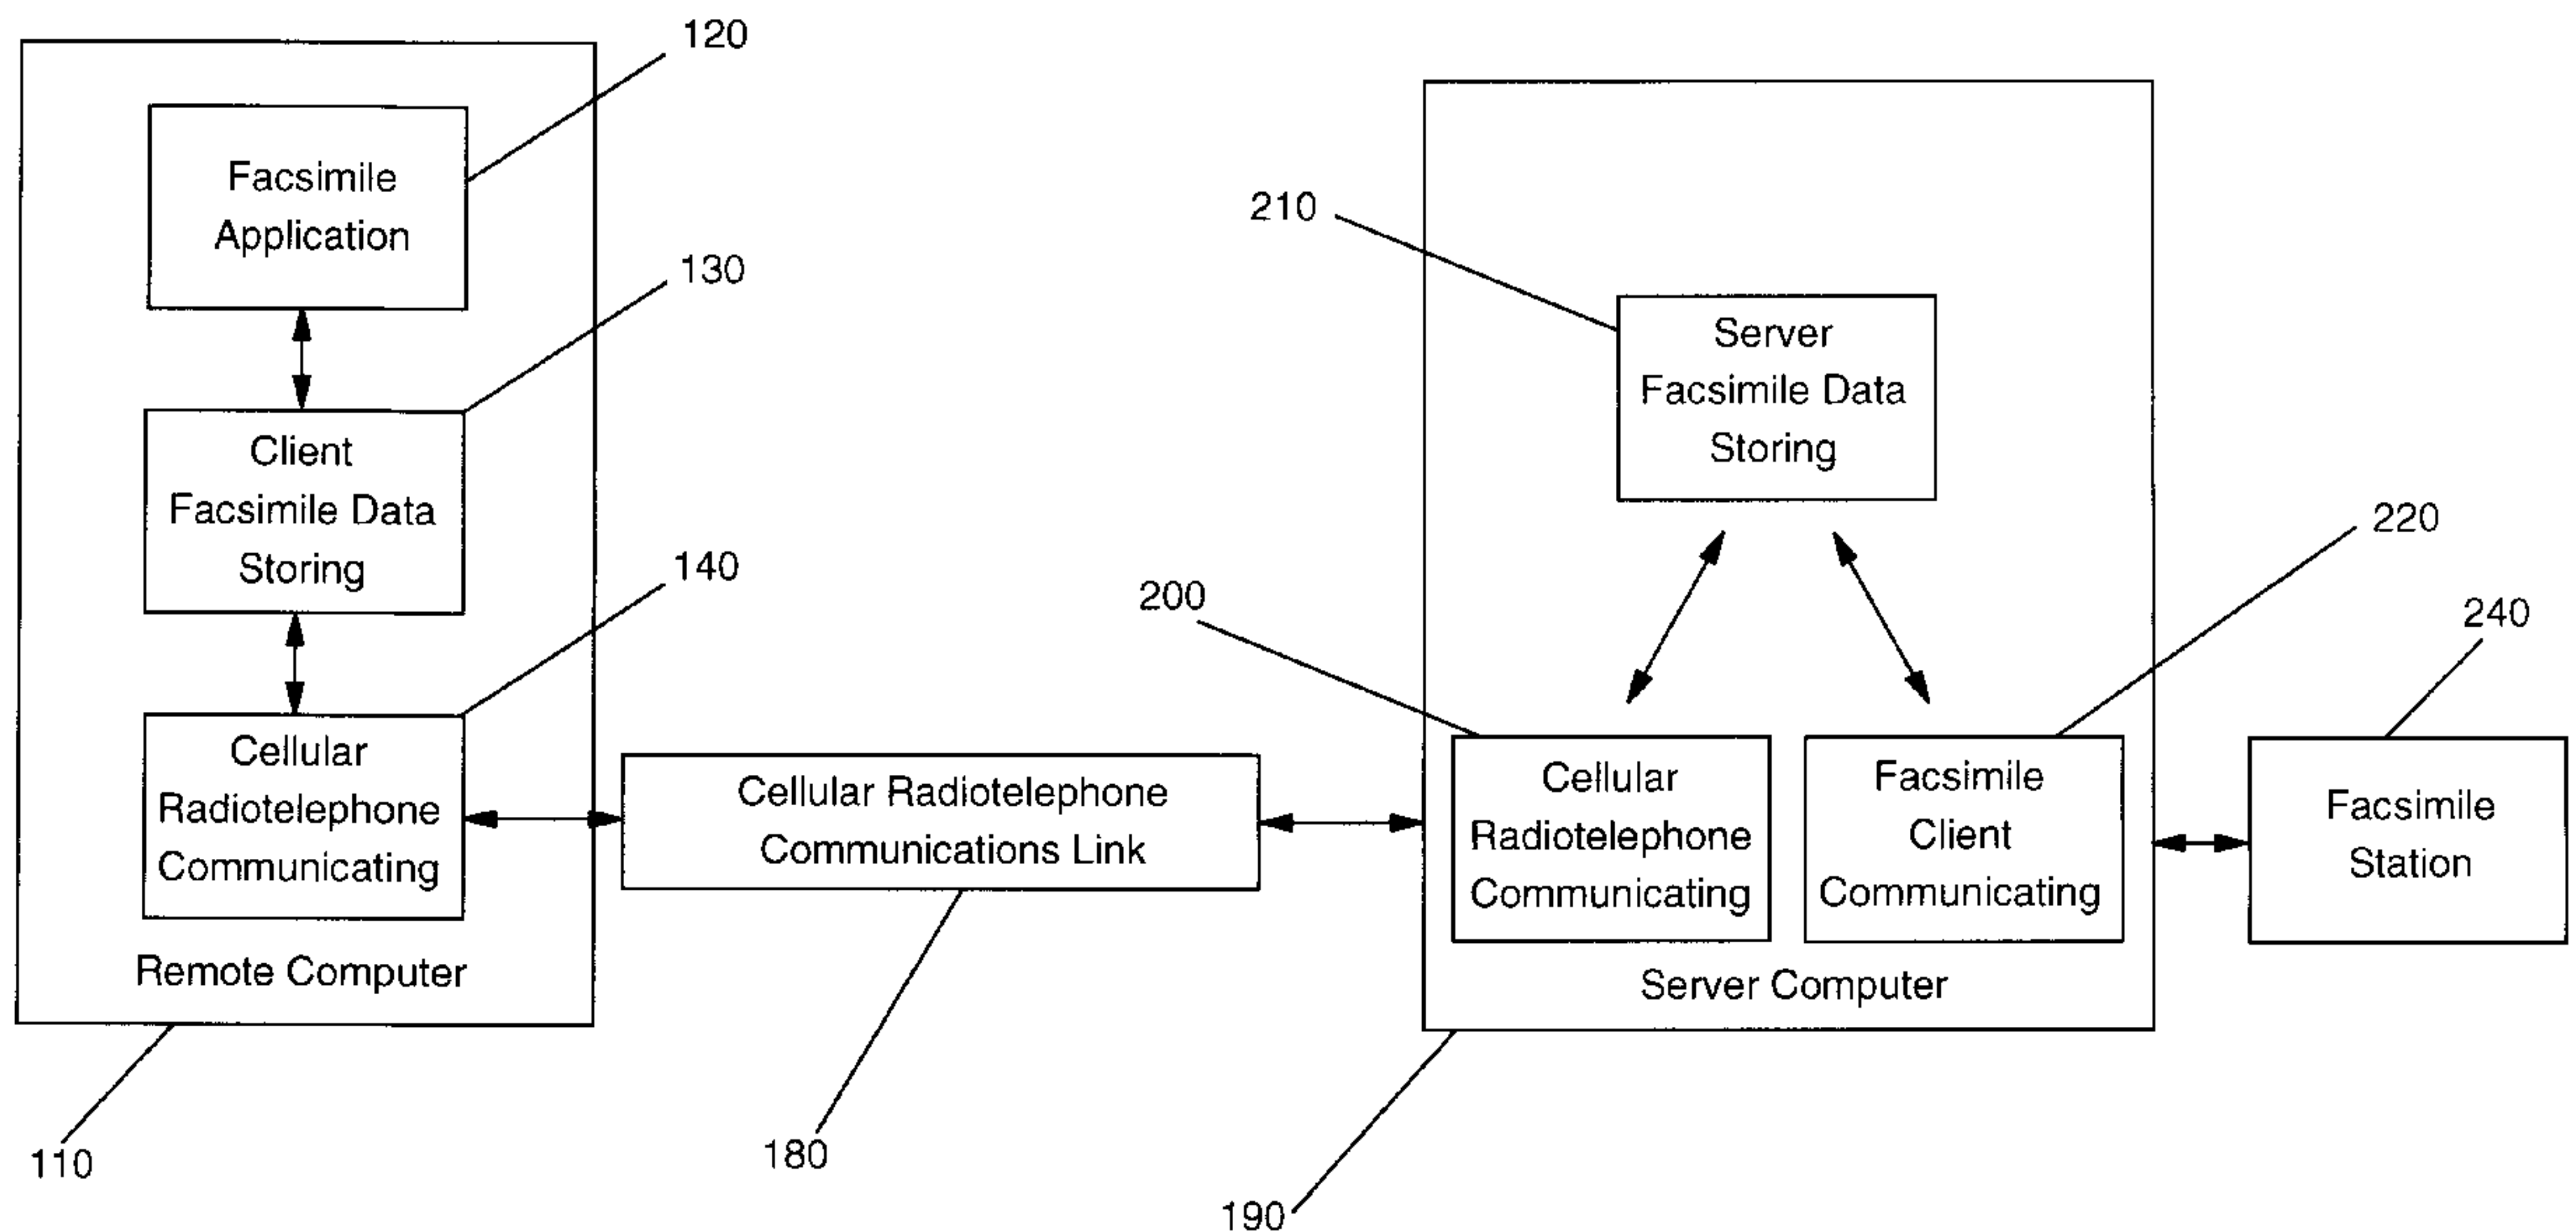 120
Facsimile
Application
130
Client
Facsimile Data
Storing
140
Cellular
Radiotelephone
Communicating
Remote Computer
110
Cellular Radiotelephone
Communications Link
180
210
Server
Facsimile Data
Storing
200
220
Cellular
Radiotelephone
Communicating
Facsimile
Client
Communicating
Server Computer
190
240
Facsimile
Station